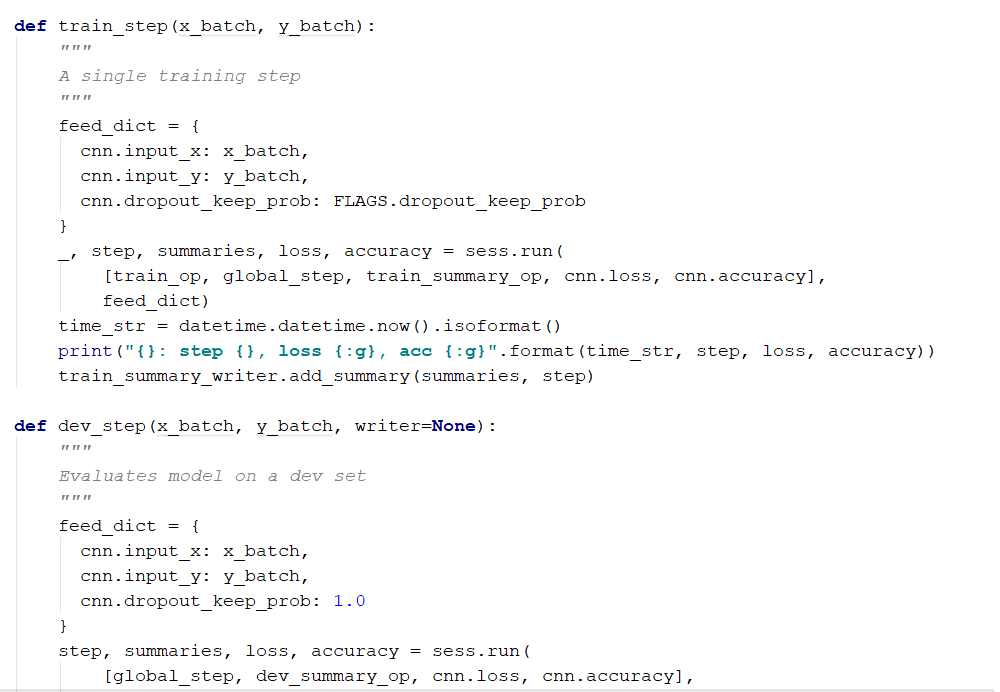 def train_step(x_batch, y_batch):
    """
    A single training step
    """
    feed_dict = {
      cnn.input_x: x_batch,
      cnn.input_y: y_batch,
      cnn.dropout_keep_prob: FLAGS.dropout_keep_prob
    }
    _, step, summaries, loss, accuracy = sess.run(
        [train_op, global_step, train_summary_op, cnn.loss, cnn.accuracy],
        feed_dict)
    time_str = datetime.datetime.now().isoformat()
    print("{}: step {}, loss {:g}, acc {:g}".format(time_str, step, loss, accuracy))
    train_summary_writer.add_summary(summaries, step)

def dev_step(x_batch, y_batch, writer=None):
    """
    Evaluates model on a dev set
    """
    feed_dict = {
      cnn.input_x: x_batch,
      cnn.input_y: y_batch,
      cnn.dropout_keep_prob: 1.0
    }
    step, summaries, loss, accuracy = sess.run(
        [global_step, dev_summary_op, cnn.loss, cnn.accuracy],